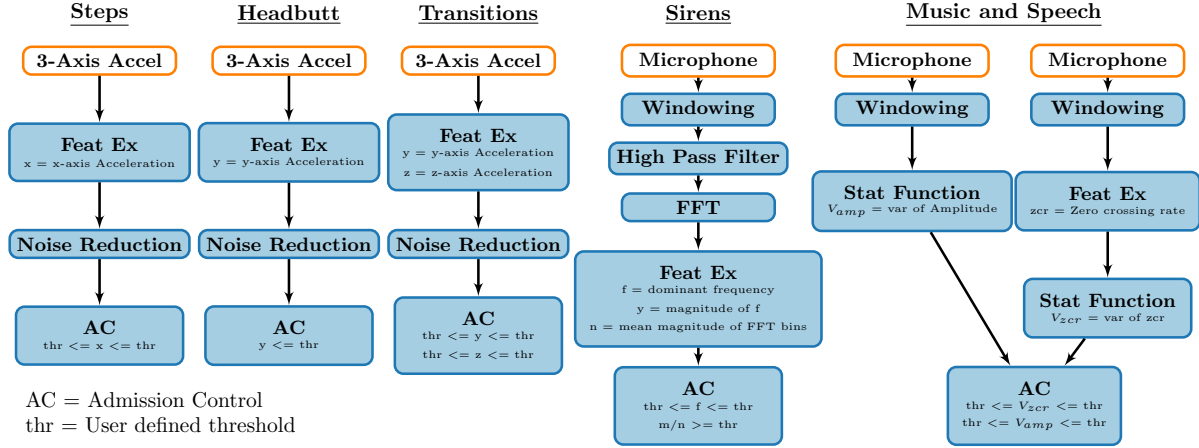 Steps
3-Axis Accel
Feat Ex
x = x-axis Acceleration
Noise Reduction
AC
thr <= x <= thr
Headbutt
3-Axis Accel
Feat Ex
y = y-axis Acceleration
Noise Reduction
AC
y <= thr
Transitions
3-Axis Accel
Feat Ex
y = y-axis Acceleration
z = z-axis Acceleration
Noise Reduction
AC
thr <= y <= thr
thr <= z <= thr
Sirens
Microphone
Windowing
High Pass Filter
FFT
Feat Ex
f = dominant frequency
y = magnitude of f
n = mean magnitude of FFT bins
AC
thr <= f <= thr
m/n >= thr
Music and Speech
Microphone
Windowing
Stat Function
V_amp = var of Amplitude
Microphone
Windowing
Feat Ex
zcr = Zero crossing rate
Stat Function
V_zcr = var of zcr
AC
thr <= V_zcr <= thr
thr <= V_amp <= thr
AC = Admission Control
thr = User defined threshold